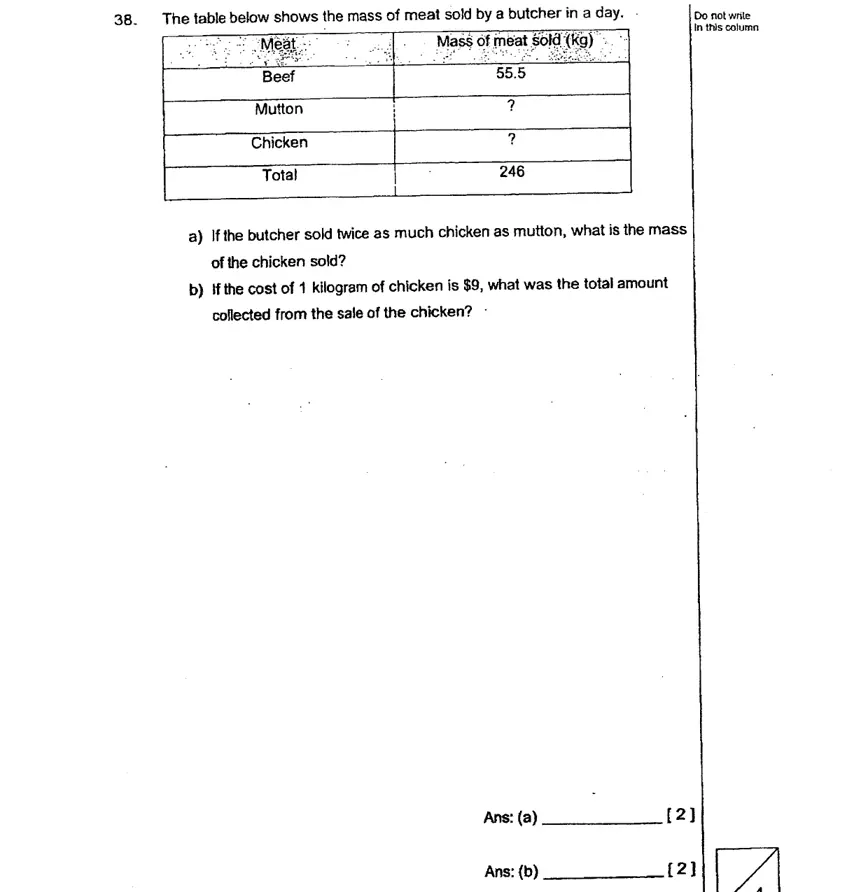 38. The table below shows the mass of meat sold by a butcher in a day.
Do not write
In this column
Meat Mass of meat sold (kg)
Beef 55.5
Mutton ?
Chicken ?
Total 246
a) If the butcher sold twice as much chicken as mutton, what is the mass
of the chicken sold?
b) If the cost of 1 kilogram of chicken is $9, what was the total amount
collected from the sale of the chicken?
Ans: (a) ____________ [ 2 ]
Ans: (b) ____________ [ 2 ]